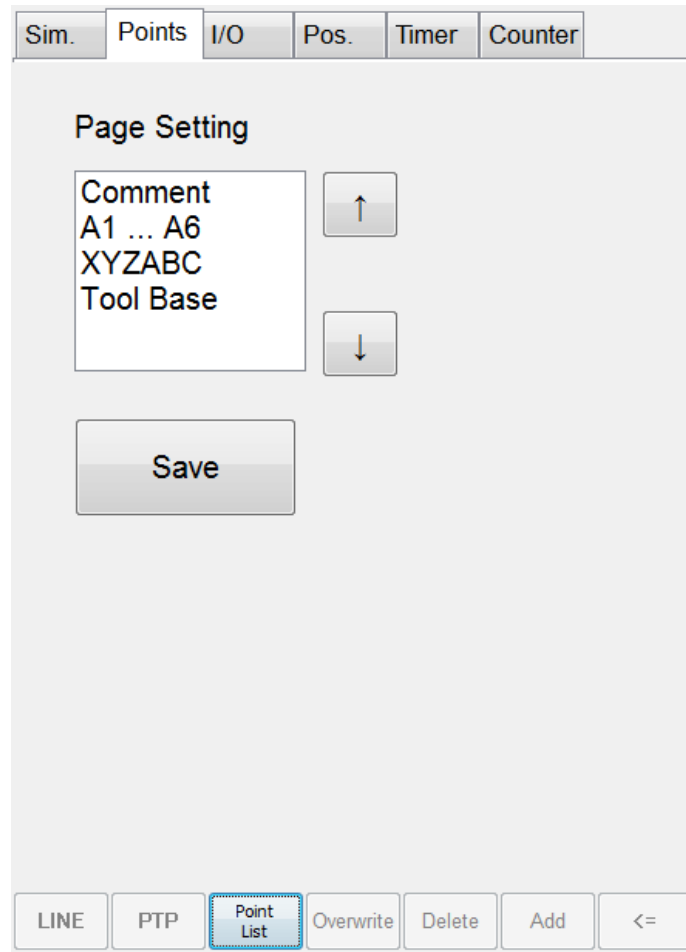 Sim. Points I/O Pos. Timer Counter
Page Setting
Comment
A1 ... A6
XYZABC
Tool Base
↑
↓
Save
LINE PTP Point List Overwrite Delete Add <=